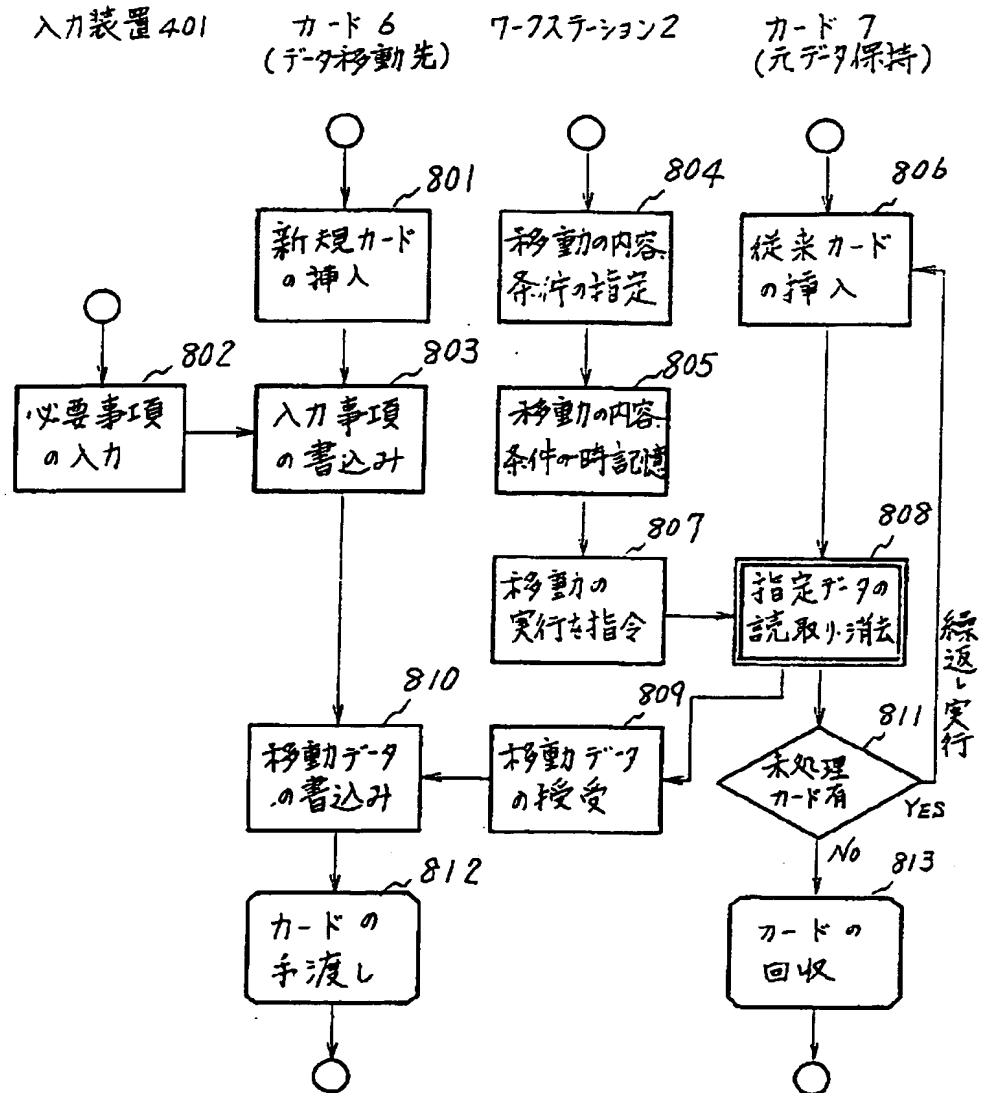 入力装置401
カード6
(データ移動先)
ワークステーション2
カード7
(元データ保持)
801
新規カード
の挿入
804
移動の内容、
条件の指定
806
従来カード
の挿入
802
必要事項
の入力
803
入力事項
の書込み
805
移動の内容、
条件の一時記憶
807
移動の
実行を指令
808
指定データの
読取り・消去
繰返し実行
810
移動データ
の書込み
809
移動データ
の授受
811
未処理
カード有
YES
NO
812
カードの
手渡し
813
カードの
回収